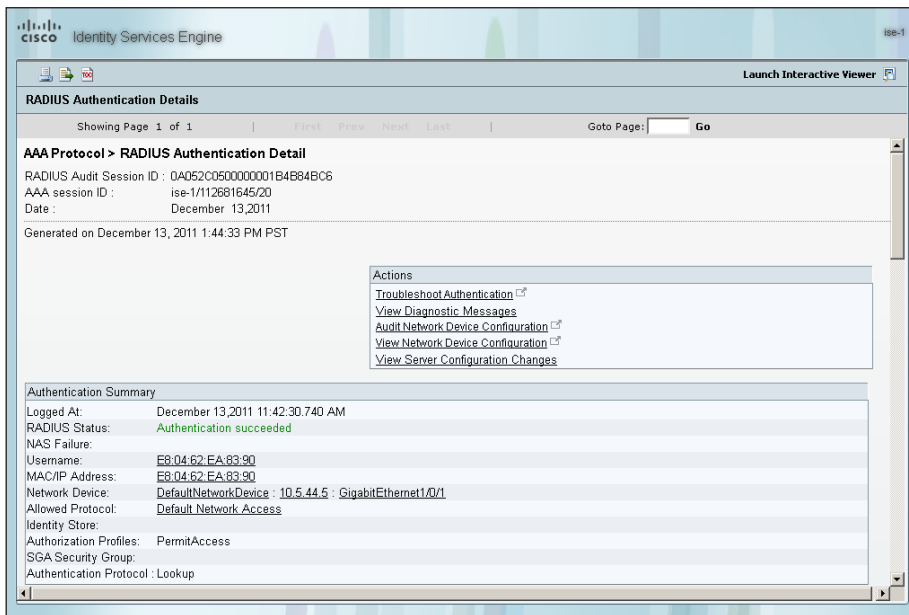 CISCO Identity Services Engine
ise-1
Launch Interactive Viewer
RADIUS Authentication Details
Showing Page 1 of 1 | First Prev Next Last | Goto Page: Go
AAA Protocol > RADIUS Authentication Detail
RADIUS Audit Session ID : 0A052C0500000001B4B84BC6
AAA session ID : ise-1/112681645/20
Date : December 13,2011
Generated on December 13, 2011 1:44:33 PM PST
Actions
Troubleshoot Authentication
View Diagnostic Messages
Audit Network Device Configuration
View Network Device Configuration
View Server Configuration Changes
Authentication Summary
Logged At: December 13,2011 11:42:30.740 AM
RADIUS Status: Authentication succeeded
NAS Failure:
Username: E8:04:62:EA:83:90
MAC/IP Address: E8:04:62:EA:83:90
Network Device: DefaultNetworkDevice : 10.5.44.5 : GigabitEthernet1/0/1
Allowed Protocol: Default Network Access
Identity Store:
Authorization Profiles: PermitAccess
SGA Security Group:
Authentication Protocol : Lookup